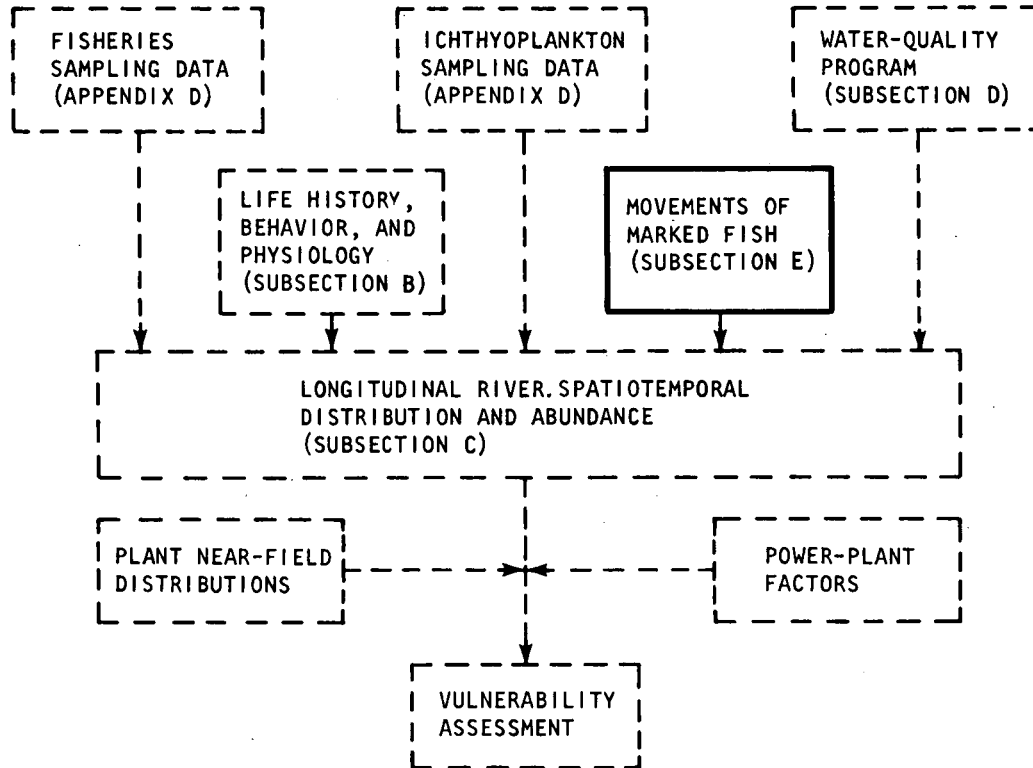 FISHERIES
SAMPLING DATA
(APPENDIX D)
ICHTHYOPLANKTON
SAMPLING DATA
(APPENDIX D)
WATER-QUALITY
PROGRAM
(SUBSECTION D)
LIFE HISTORY,
BEHAVIOR, AND
PHYSIOLOGY
(SUBSECTION B)
MOVEMENTS OF
MARKED FISH
(SUBSECTION E)
LONGITUDINAL RIVER.SPATIOTEMPORAL
DISTRIBUTION AND ABUNDANCE
(SUBSECTION C)
PLANT NEAR-FIELD
DISTRIBUTIONS
POWER-PLANT
FACTORS
VULNERABILITY
ASSESSMENT